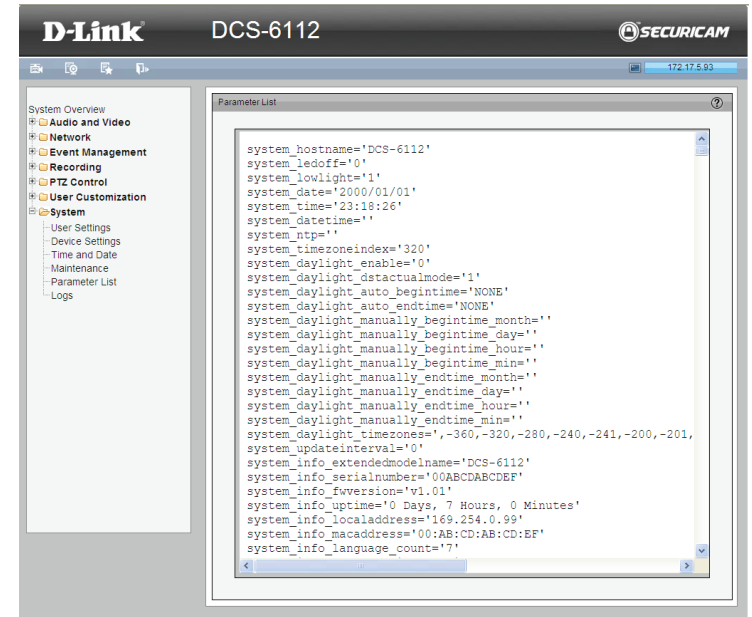 D-Link
DCS-6112
SECURICAM
172.17.5.93
System Overview
Audio and Video
Network
Event Management
Recording
PTZ Control
User Customization
System
User Settings
Device Settings
Time and Date
Maintenance
Parameter List
Logs
Parameter List
system_hostname='DCS-6112'
system_ledoff='0'
system_lowlight='1'
system_date='2000/01/01'
system_time='23:18:26'
system_datetime=''
system_ntp=''
system_timezoneindex='320'
system_daylight_enable='0'
system_daylight_dstactualmode='1'
system_daylight_auto_begintime='NONE'
system_daylight_auto_endtime='NONE'
system_daylight_manually_begintime_month=''
system_daylight_manually_begintime_day=''
system_daylight_manually_begintime_hour=''
system_daylight_manually_begintime_min=''
system_daylight_manually_endtime_month=''
system_daylight_manually_endtime_day=''
system_daylight_manually_endtime_hour=''
system_daylight_manually_endtime_min=''
system_daylight_timezones=',-360,-320,-280,-240,-241,-200,-201,
system_updateinterval='0'
system_info_extendedmodelname='DCS-6112'
system_info_serialnumber='00ABCDABCDEF'
system_info_fwversion='v1.01'
system_info_uptime='0 Days, 7 Hours, 0 Minutes'
system_info_localaddress='169.254.0.99'
system_info_macaddress='00:AB:CD:AB:CD:EF'
system_info_language_count='7'